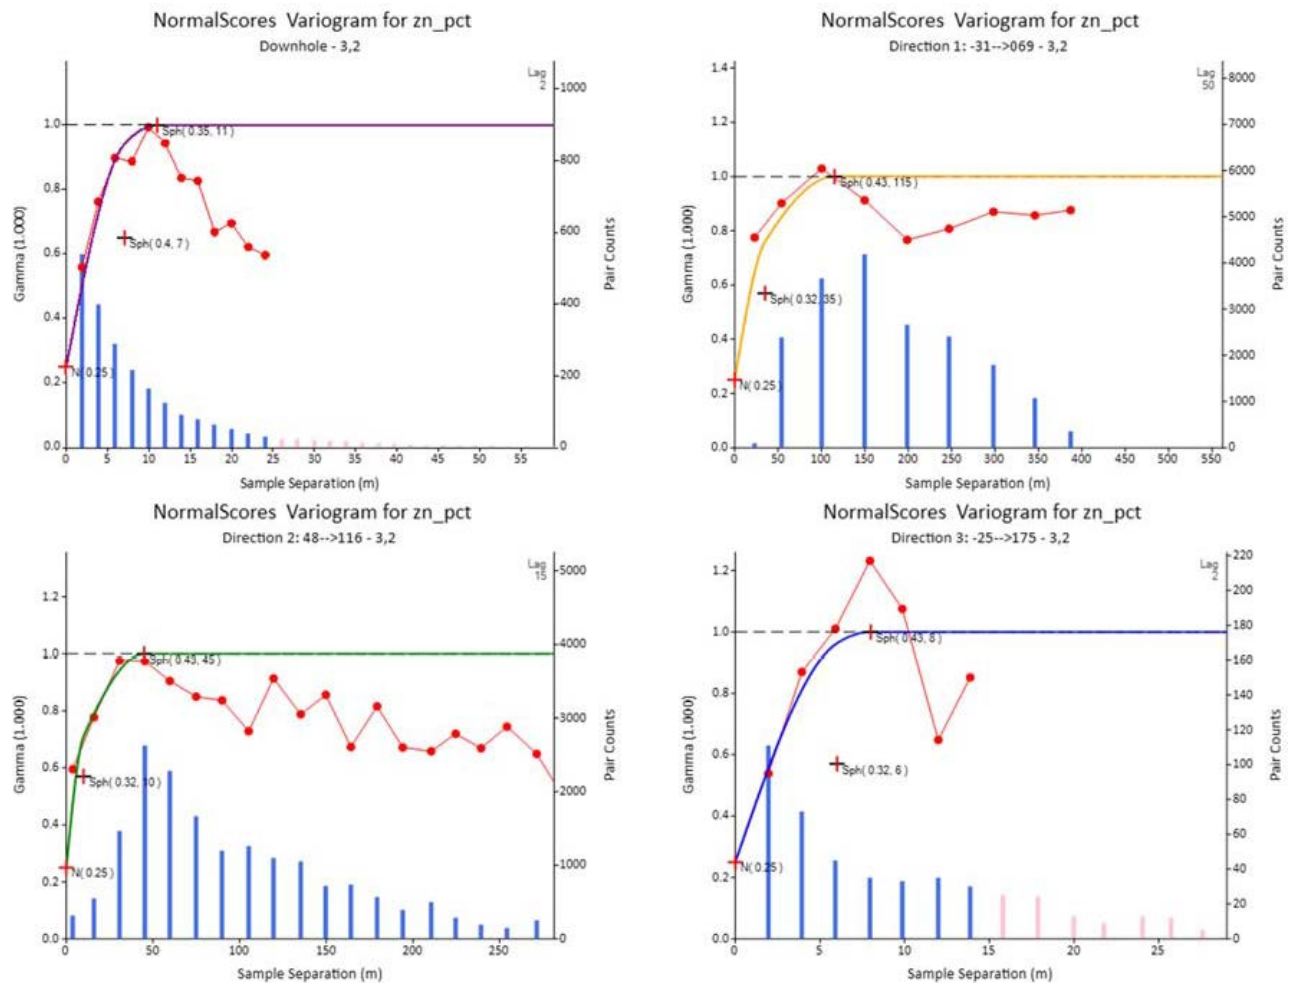 NormalScores Variogram for zn_pct
Downhole - 3,2
Lag
2
1000
1.0
Sph( 0.35, 11 )
800
0.8
Sph( 0.4, 7 )
600
0.6
Gamma (1.000)
Pair Counts
400
0.4
N( 0.25 )
200
0.2
0.0
0
0 5 10 15 20 25 30 35 40 45 50 55
Sample Separation (m)
NormalScores Variogram for zn_pct
Direction 1: -31-->069 - 3,2
1.4
Lag
50
8000
1.2
7000
1.0
Sph( 0.43, 115 )
6000
5000
0.8
Gamma (1.000)
Pair Counts
4000
0.6
Sph( 0.32, 35 )
3000
0.4
2000
N( 0.25 )
0.2
1000
0.0
0
0 50 100 150 200 250 300 350 400 450 500 550
Sample Separation (m)
NormalScores Variogram for zn_pct
Direction 2: 48-->116 - 3,2
Lag
15
5000
1.2
4000
1.0
Sph( 0.43, 45 )
0.8
3000
Gamma (1.000)
Pair Counts
0.6
Sph( 0.32, 10 )
2000
0.4
N( 0.25 )
1000
0.2
0.0
0
0 50 100 150 200 250
Sample Separation (m)
NormalScores Variogram for zn_pct
Direction 3: -25-->175 - 3,2
Lag
2
220
1.2
200
180
1.0
Sph( 0.43, 8 )
160
140
0.8
120
Gamma (1.000)
Pair Counts
0.6
Sph( 0.32, 6 )
100
80
0.4
60
N( 0.25 )
40
0.2
20
0.0
0
0 5 10 15 20 25
Sample Separation (m)